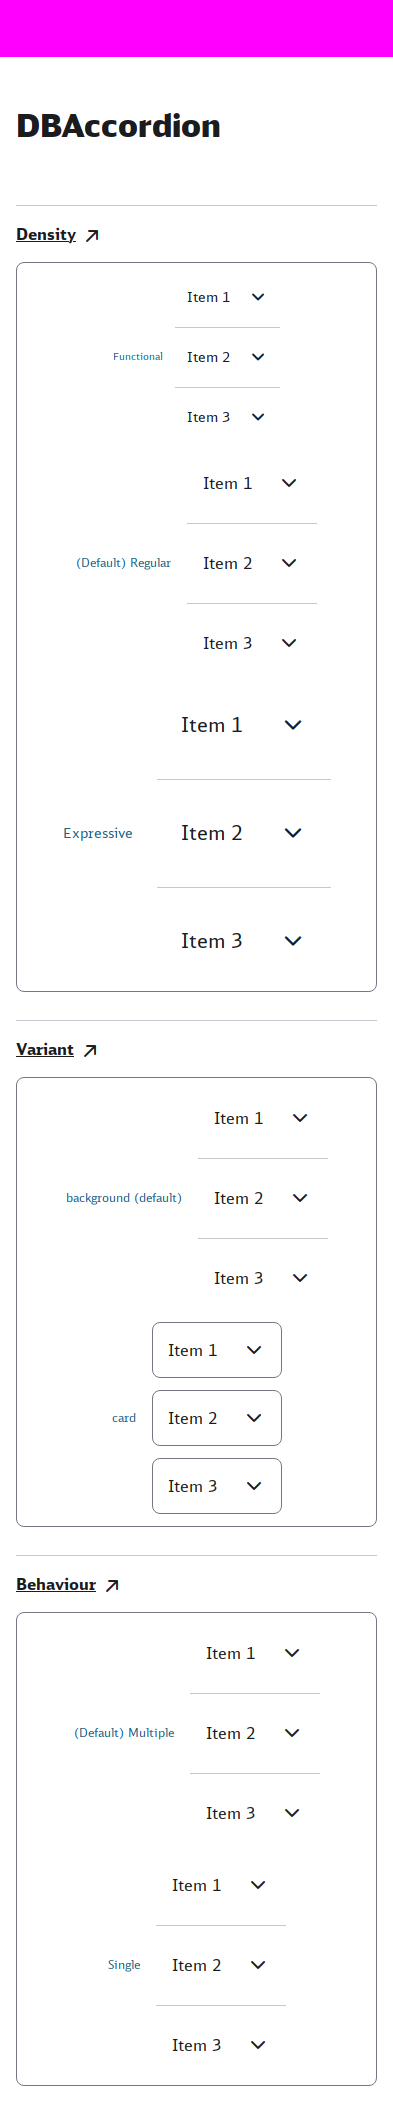 DBAccordion
Density
Item 1
Functional Item 2
Item 3
Item 1
(Default) Regular Item 2
Item 3
Item 1
Expressive Item 2
Item 3
Variant
Item 1
background (default) Item 2
Item 3
Item 1
card Item 2
Item 3
Behaviour
Item 1
(Default) Multiple Item 2
Item 3
Item 1
Single Item 2
Item 3